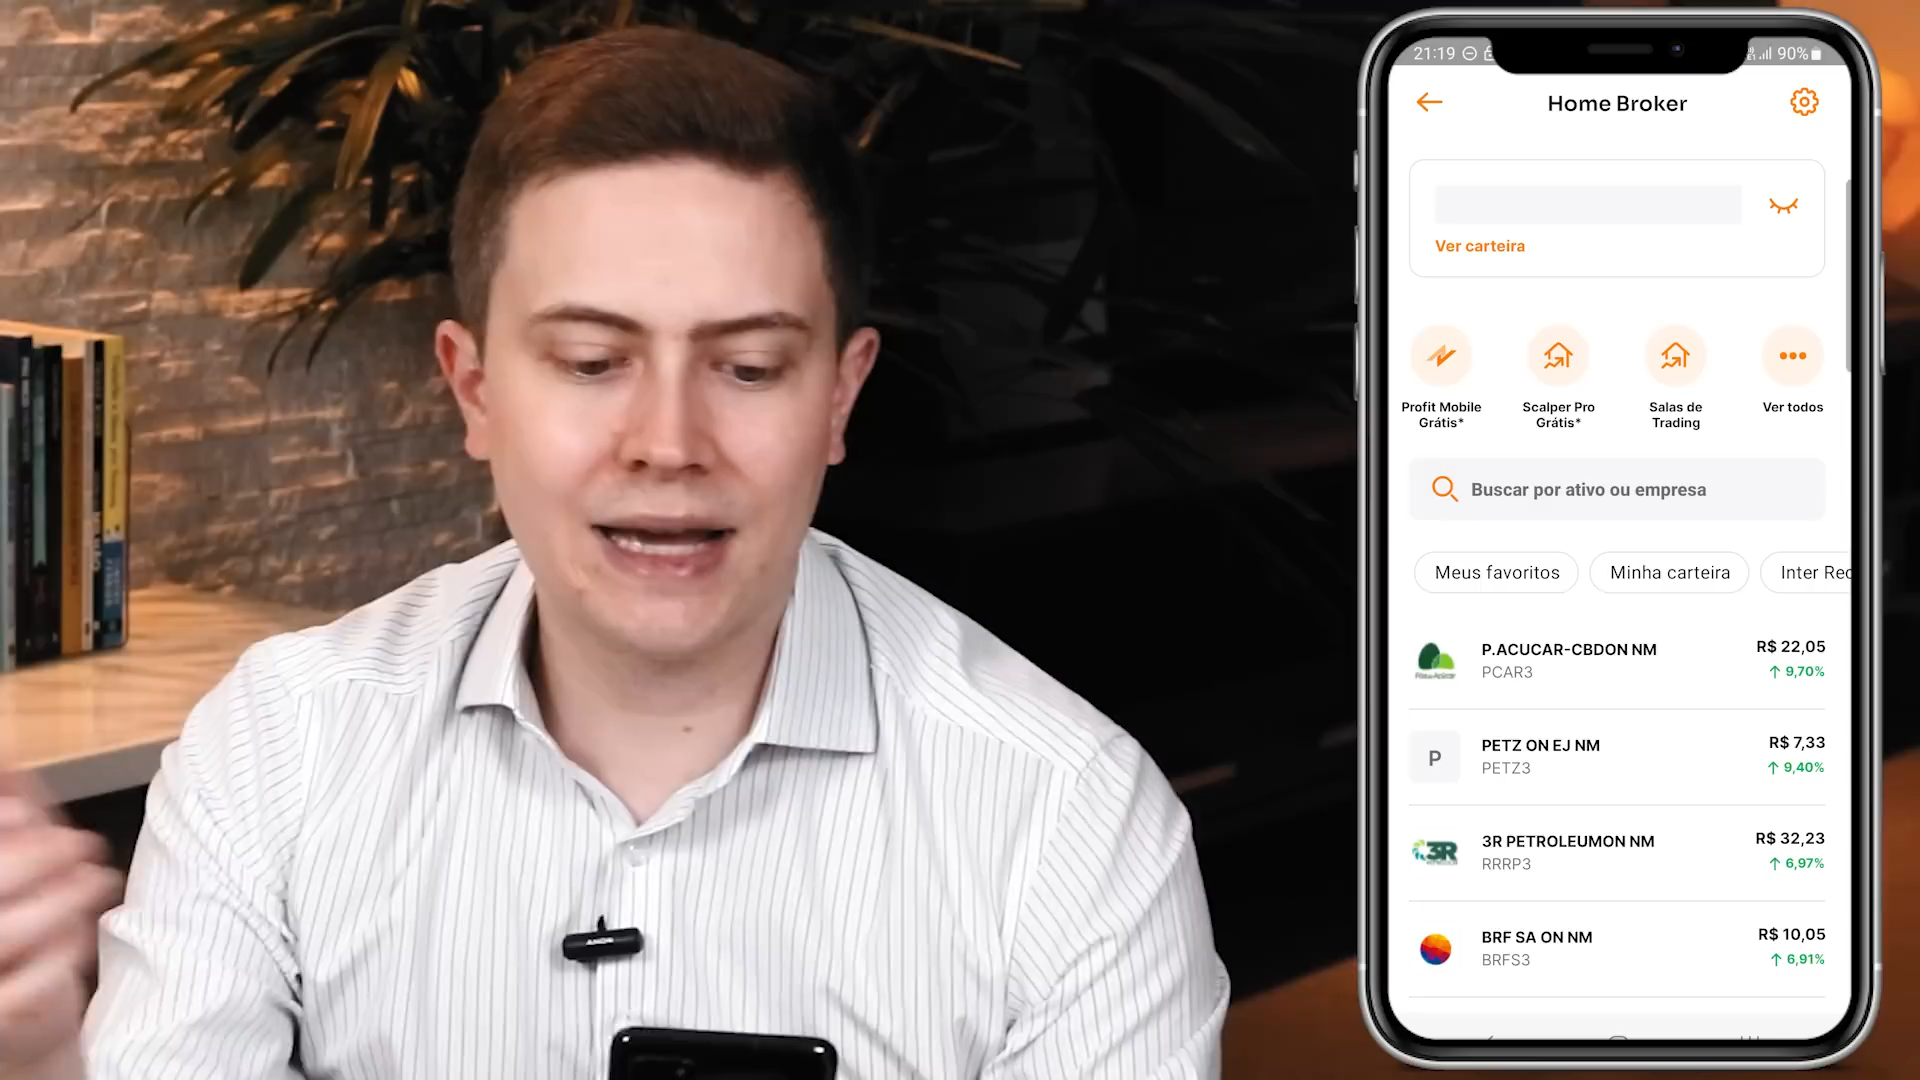 21:19
90%
Home Broker
Ver carteira
Profit Mobile
Grátis*
Scalper Pro
Grátis*
Salas de
Trading
Ver todos
Buscar por ativo ou empresa
Meus favoritos
Minha carteira
Inter Rec
P.ACUCAR-CBDON NM
PCAR3
R$ 22,05
↑ 9,70%
P
PETZ ON EJ NM
PETZ3
R$ 7,33
↑ 9,40%
3R
3R PETROLEUMON NM
RRRP3
R$ 32,23
↑ 6,97%
BRF SA ON NM
BRFS3
R$ 10,05
↑ 6,91%